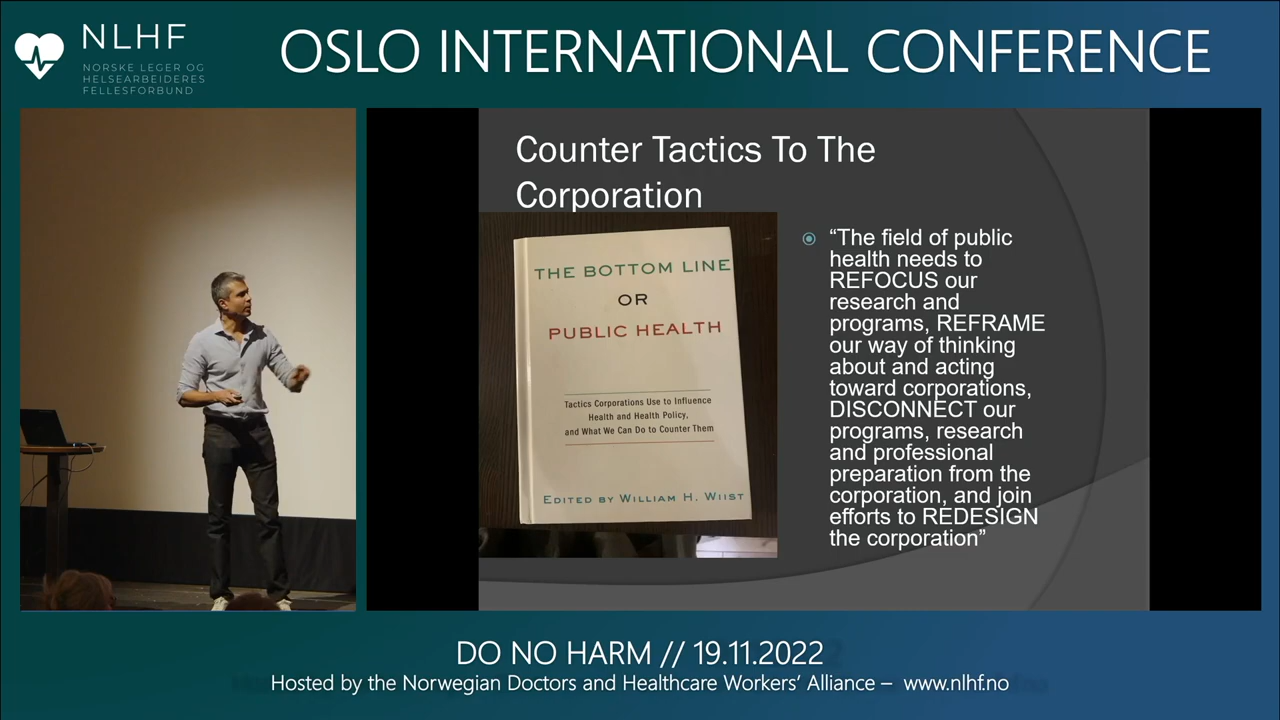 NLHF
NORSKE LEGER OG
HELSEARBEIDERES
FELLESFORBUND
OSLO INTERNATIONAL CONFERENCE
Counter Tactics To The
Corporation
THE BOTTOM LINE
OR
PUBLIC HEALTH
Tactics Corporations Use to Influence
Health and Health Policy,
and What We Can Do to Counter Them
EDITED BY WILLIAM H. WIIST
“The field of public
health needs to
REFOCUS our
research and
programs, REFRAME
our way of thinking
about and acting
toward corporations,
DISCONNECT our
programs, research
and professional
preparation from the
corporation, and join
efforts to REDESIGN
the corporation”
DO NO HARM // 19.11.2022
Hosted by the Norwegian Doctors and Healthcare Workers’ Alliance – www.nlhf.no